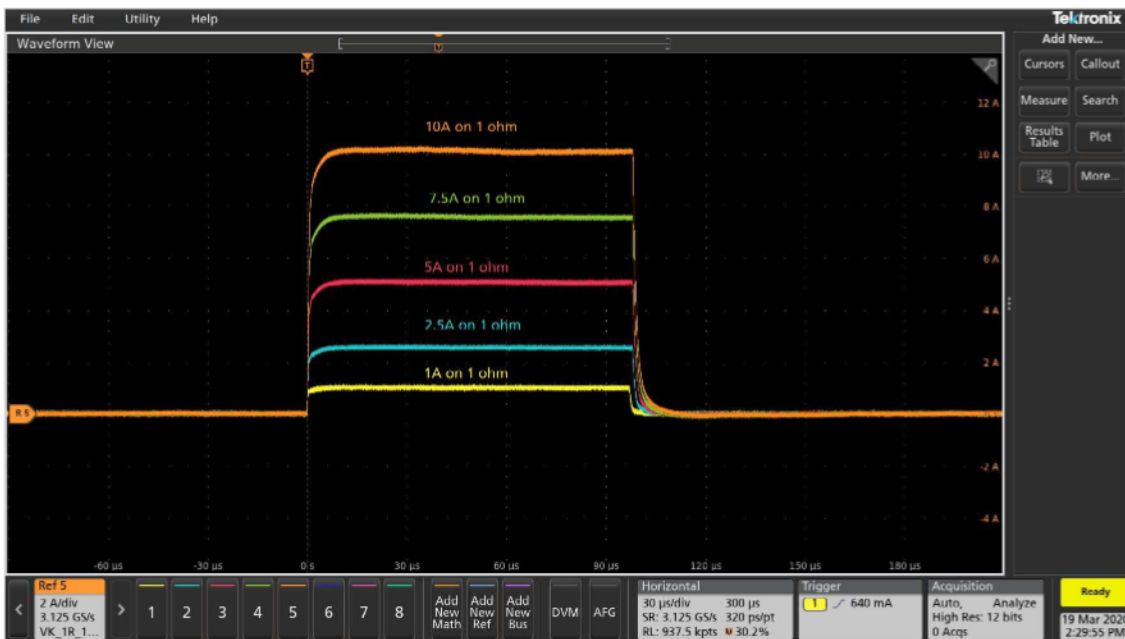 File Edit Utility Help
Tektronix
Waveform View
Add New...
Cursors Callout
Measure Search
Results Table Plot
More...
T
T
12 A
10 A
8 A
6 A
4 A
2 A
-2 A
-4 A
10A on 1 ohm
7.5A on 1 ohm
5A on 1 ohm
2.5A on 1 ohm
1A on 1 ohm
R 5
-60 µs -30 µs 0 s 30 µs 60 µs 90 µs 120 µs 150 µs 180 µs
Ref 5
2 A/div
3.125 GS/s
VK_1R_1...
1 2 3 4 5 6 7 8
Add New Math
Add New Ref
Add New Bus
DVM AFG
Horizontal
30 µs/div 300 µs
SR: 3.125 GS/s 320 ps/pt
RL: 937.5 kpts 30.2%
Trigger
1 640 mA
Acquisition
Auto, Analyze
High Res: 12 bits
0 Acqs
Ready
19 Mar 2020
2:29:55 PM